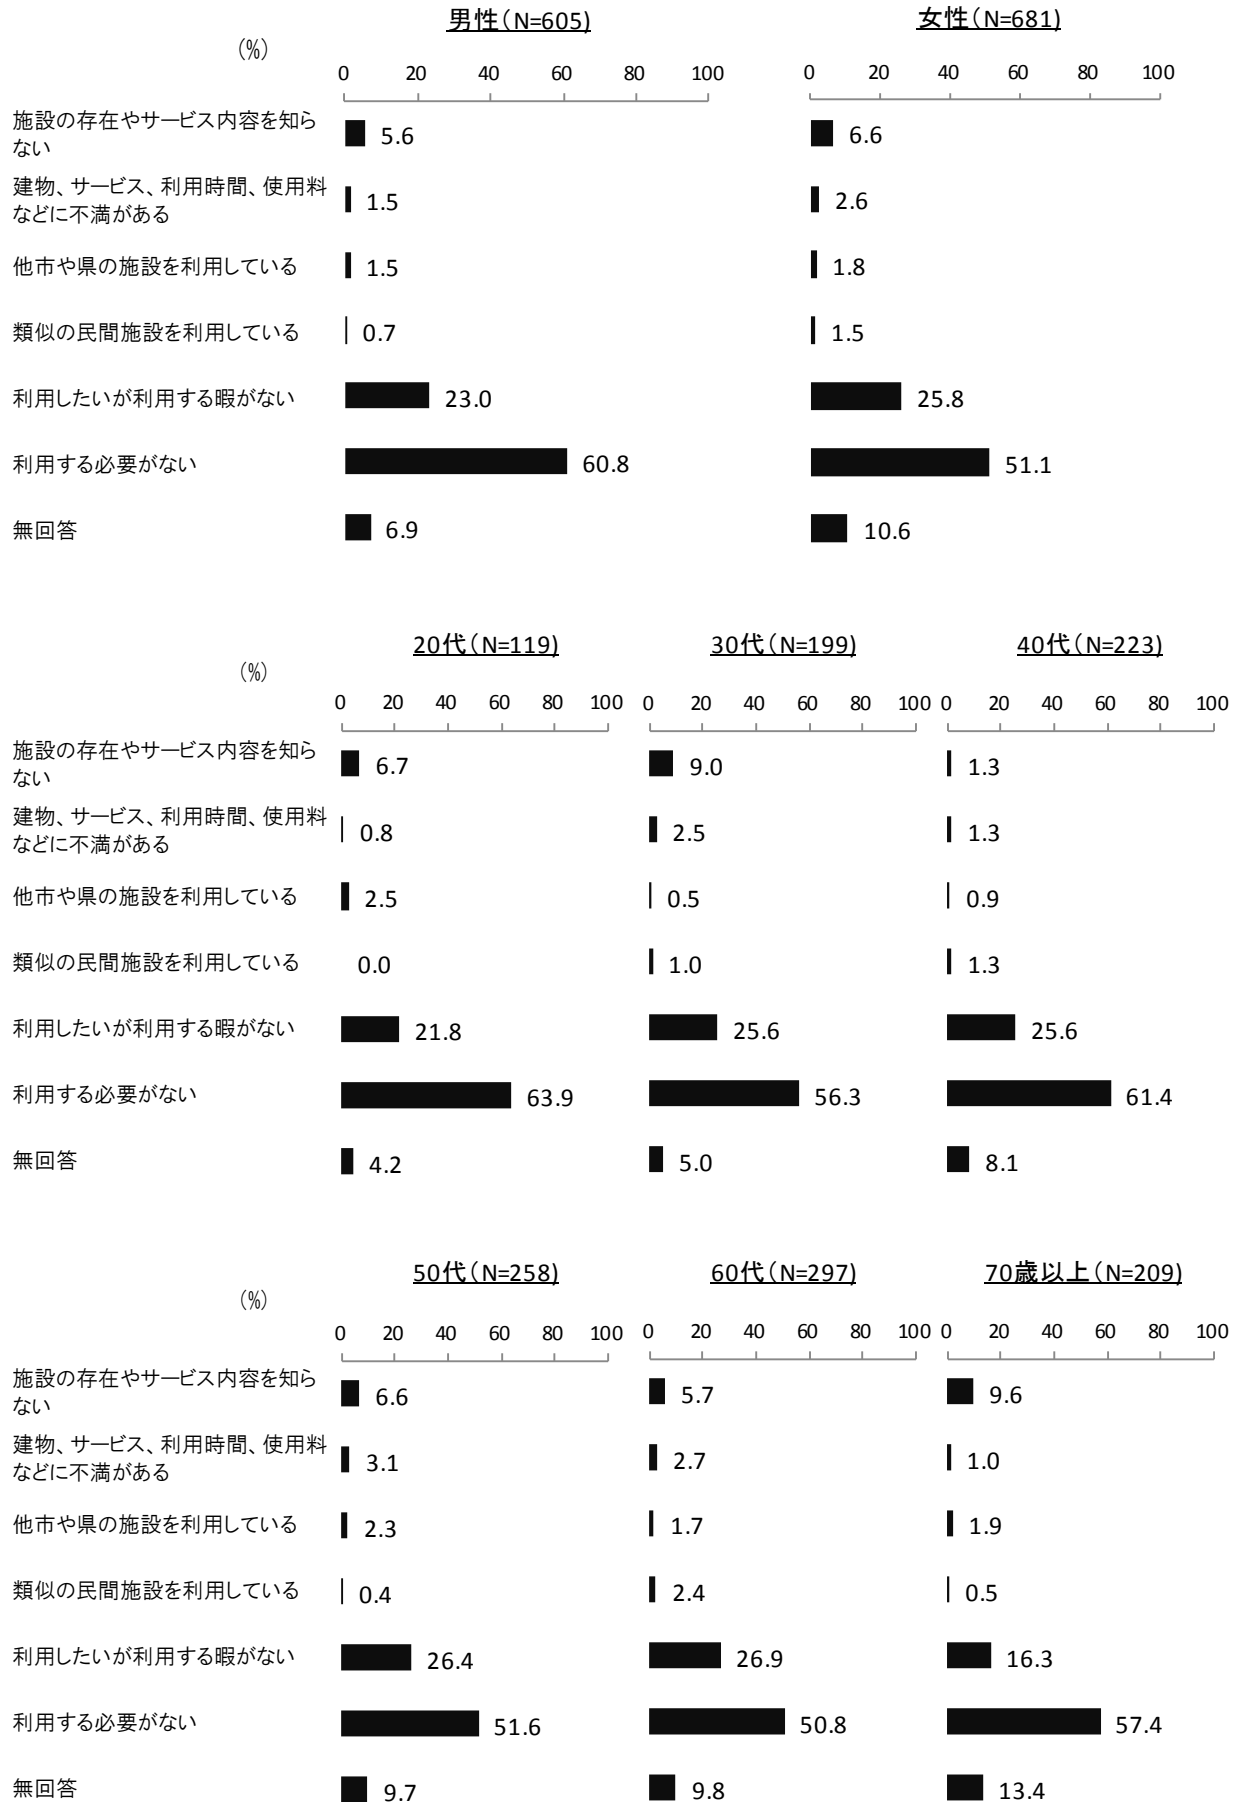 男性（N=605) 女性（N=681)
(%)
0 20 40 60 80 100 0 20 40 60 80 100
施設の存在やサービス内容を知ら
ない
5.6 6.6
建物、サービス、利用時間、使用料
などに不満がある
1.5 2.6
他市や県の施設を利用している 1.5 1.8
類似の民間施設を利用している 0.7 1.5
利用したいが利用する暇がない 23.0 25.8
利用する必要がない 60.8 51.1
無回答 6.9 10.6
20代（N=119) 30代（N=199) 40代（N=223)
(%)
0 20 40 60 80 100 0 20 40 60 80 100 0 20 40 60 80 100
施設の存在やサービス内容を知ら
ない
6.7 9.0 1.3
建物、サービス、利用時間、使用料
などに不満がある
0.8 2.5 1.3
他市や県の施設を利用している 2.5 0.5 0.9
類似の民間施設を利用している 0.0 1.0 1.3
利用したいが利用する暇がない 21.8 25.6 25.6
利用する必要がない 63.9 56.3 61.4
無回答 4.2 5.0 8.1
50代（N=258) 60代（N=297) 70歳以上（N=209)
(%)
0 20 40 60 80 100 0 20 40 60 80 100 0 20 40 60 80 100
施設の存在やサービス内容を知ら
ない
6.6 5.7 9.6
建物、サービス、利用時間、使用料
などに不満がある
3.1 2.7 1.0
他市や県の施設を利用している 2.3 1.7 1.9
類似の民間施設を利用している 0.4 2.4 0.5
利用したいが利用する暇がない 26.4 26.9 16.3
利用する必要がない 51.6 50.8 57.4
無回答 9.7 9.8 13.4